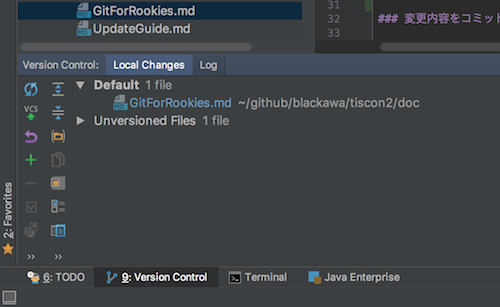 GitForRookies.md
UpdateGuide.md
31
32
33
### 変更内容をコミット
Version Control:
Local Changes
Log
Default 1 file
GitForRookies.md ~/github/blackawa/tiscon2/doc
Unversioned Files 1 file
VCS
2: Favorites
6: TODO
9: Version Control
Terminal
Java Enterprise